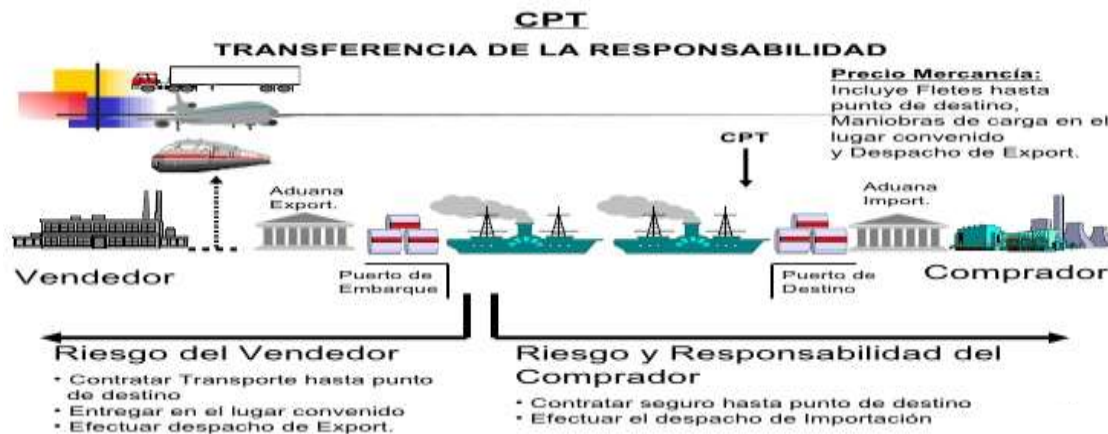 CPT
TRANSFERENCIA DE LA RESPONSABILIDAD
Precio Mercancía:
Incluye Fletes hasta
punto de destino,
Maniobras de carga en el
lugar convenido
y Despacho de Export.
CPT
Aduana
Export.
Aduana
Import.
Vendedor
Puerto de
Embarque
Puerto de
Destino
Comprador
Riesgo del Vendedor
• Contratar Transporte hasta punto
de destino
• Entregar en el lugar convenido
• Efectuar despacho de Export.
Riesgo y Responsabilidad del
Comprador
• Contratar seguro hasta punto de destino
• Efectuar el despacho de Importación